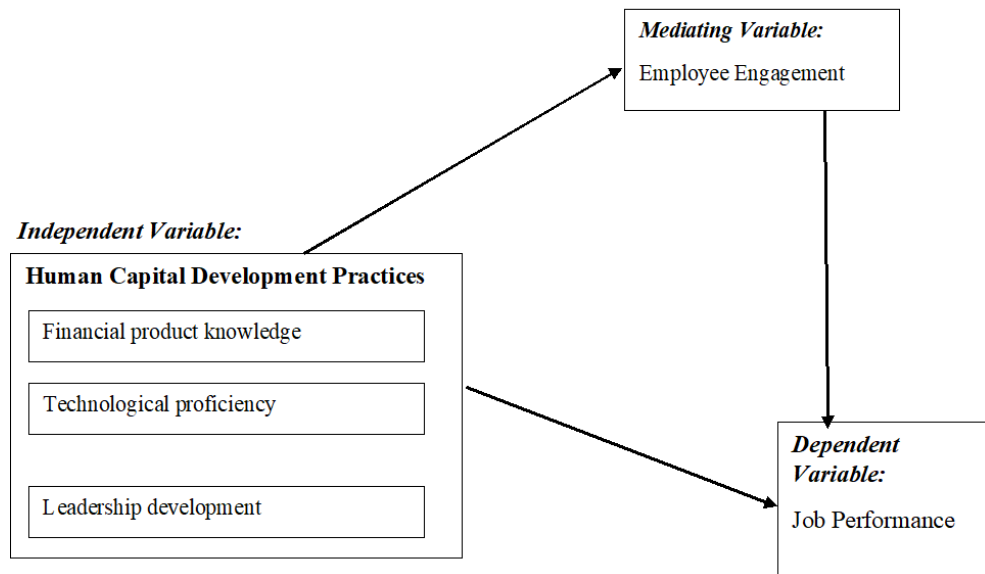 Mediating Variable:
Employee Engagement
Independent Variable:
Human Capital Development Practices
Financial product knowledge
Technological proficiency
Leadership development
Dependent
Variable:
Job Performance